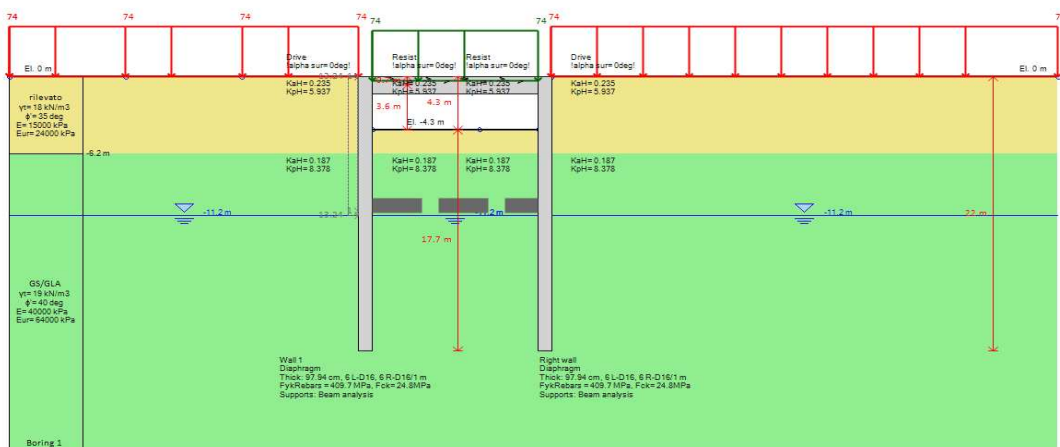 74
74
74
74
74
74
El. 0 m
Drive
!alpha sur= 0deg!
Resist
!alpha sur=0deg!
Resist
!alpha sur=0deg!
Drive
!alpha sur= 0deg!
El. 0 m
KaH= 0.235
KpH= 5.937
KaH= 0.235
KpH= 5.937
KaH= 0.235
KpH= 5.937
KaH= 0.235
KpH= 5.937
rilevato
γt= 18 kN/m3
ϕ'= 35 deg
E= 15000 kPa
Eur= 24000 kPa
3.6 m
4.3 m
El. -4.3 m
-6.2 m
KaH= 0.187
KpH= 8.378
KaH= 0.187
KpH= 8.378
KaH= 0.187
KpH= 8.378
KaH= 0.187
KpH= 8.378
-11.2 m
-11.2 m
-11.2 m
22 m
17.7 m
GS/GLA
γt= 19 kN/m3
ϕ'= 40 deg
E= 40000 kPa
Eur= 64000 kPa
Wall 1
Diaphragm
Thick: 97.94 cm, 6 L-D16, 6 R-D16/1 m
FykRebars = 409.7 MPa, Fck= 24.8MPa
Supports: Beam analysis
Right wall
Diaphragm
Thick: 97.94 cm, 6 L-D16, 6 R-D16/1 m
FykRebars = 409.7 MPa, Fck= 24.8MPa
Supports: Beam analysis
Boring 1